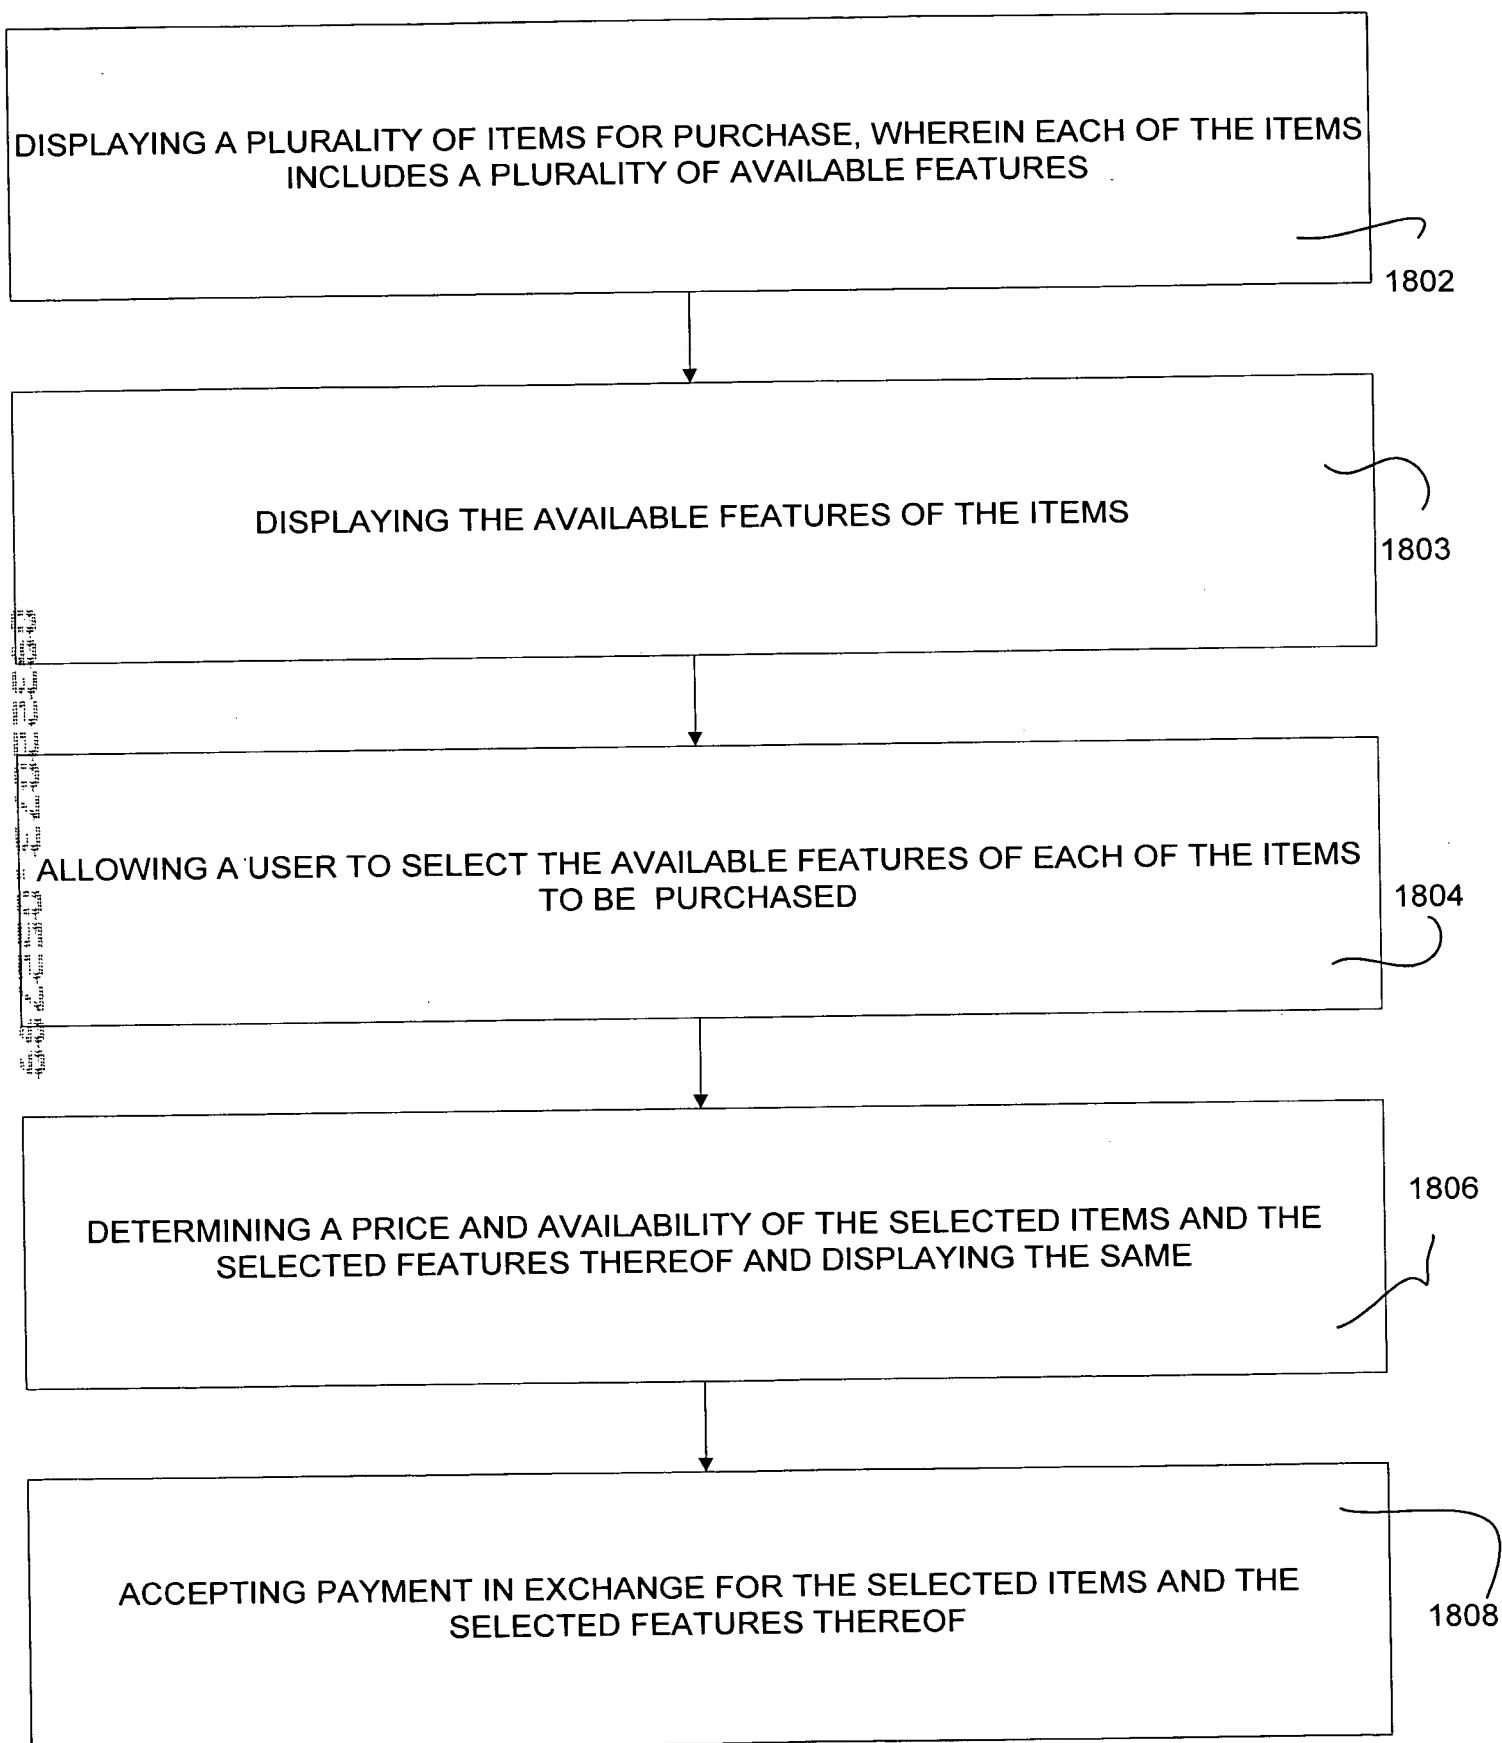 DISPLAYING A PLURALITY OF ITEMS FOR PURCHASE, WHEREIN EACH OF THE ITEMS
INCLUDES A PLURALITY OF AVAILABLE FEATURES
1802
DISPLAYING THE AVAILABLE FEATURES OF THE ITEMS
1803
ALLOWING A USER TO SELECT THE AVAILABLE FEATURES OF EACH OF THE ITEMS
TO BE PURCHASED
1804
DETERMINING A PRICE AND AVAILABILITY OF THE SELECTED ITEMS AND THE
SELECTED FEATURES THEREOF AND DISPLAYING THE SAME
1806
ACCEPTING PAYMENT IN EXCHANGE FOR THE SELECTED ITEMS AND THE
SELECTED FEATURES THEREOF
1808